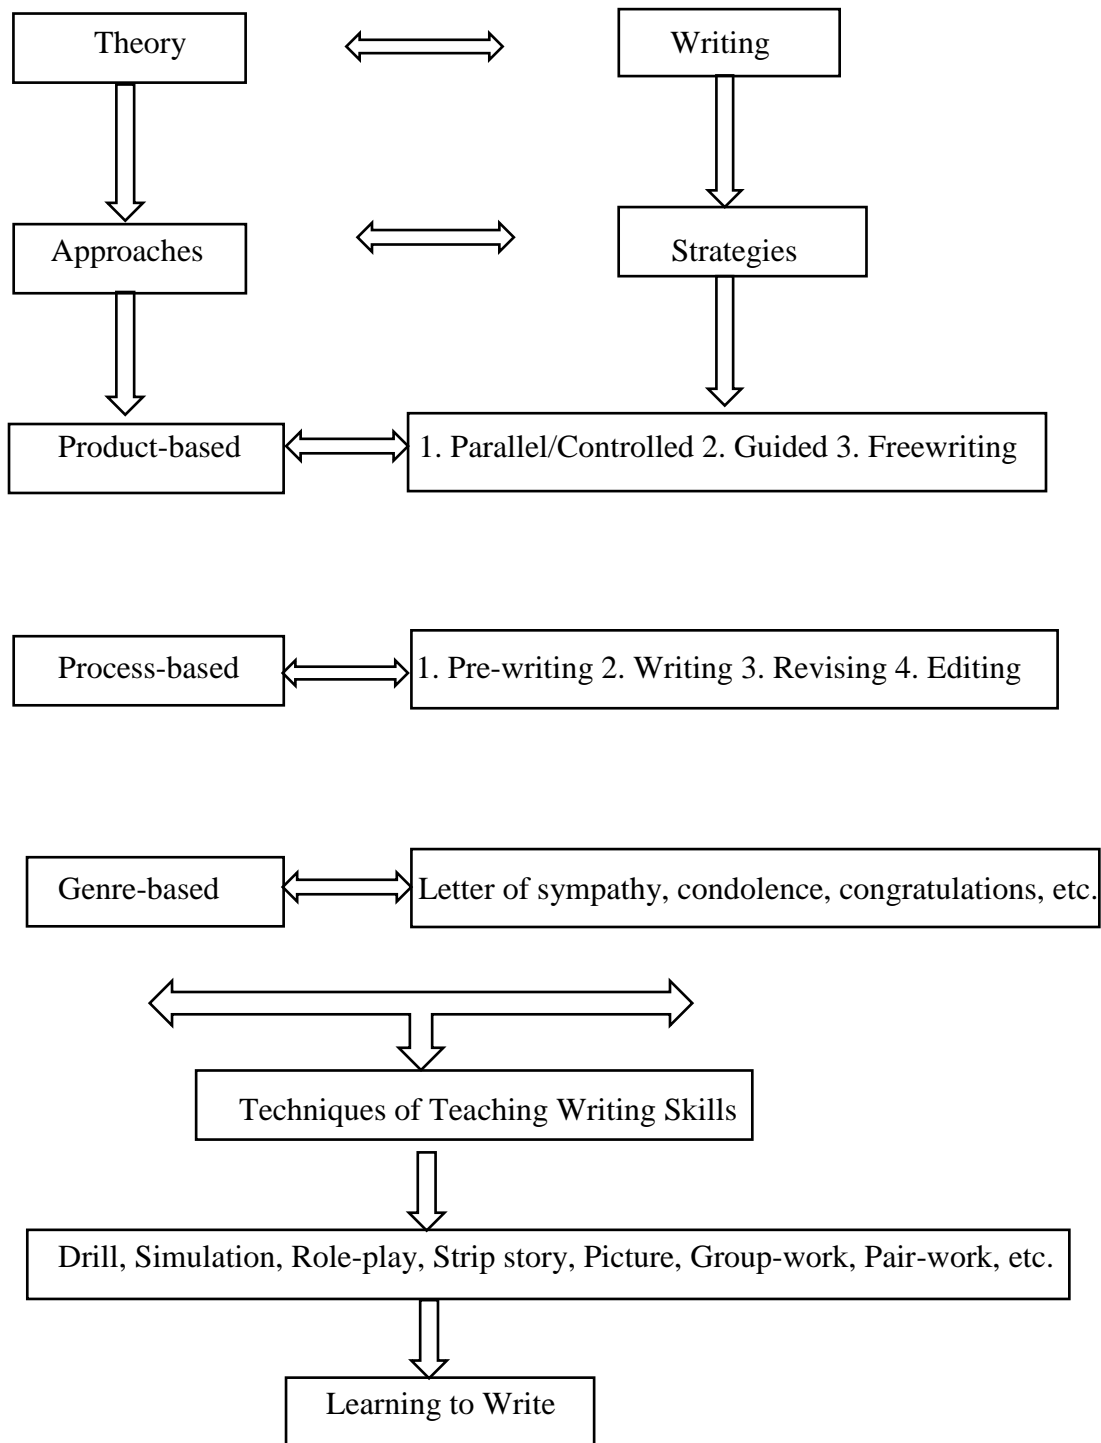 Theory
Writing
Approaches
Strategies
Product-based
1. Parallel/Controlled 2. Guided 3. Freewriting
Process-based
1. Pre-writing 2. Writing 3. Revising 4. Editing
Genre-based
Letter of sympathy, condolence, congratulations, etc.
Techniques of Teaching Writing Skills
Drill, Simulation, Role-play, Strip story, Picture, Group-work, Pair-work, etc.
Learning to Write